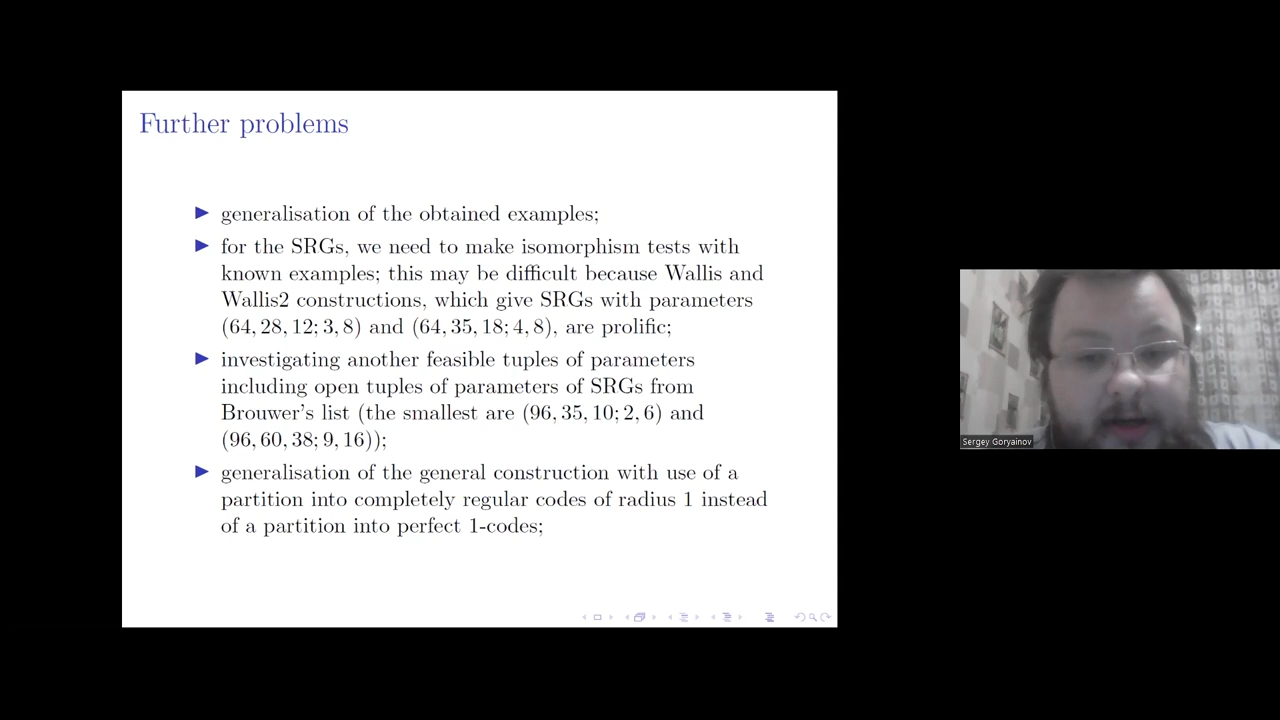 Further problems
▶ generalisation of the obtained examples;
▶ for the SRGs, we need to make isomorphism tests with
known examples; this may be difficult because Wallis and
Wallis2 constructions, which give SRGs with parameters
(64, 28, 12; 3, 8) and (64, 35, 18; 4, 8), are prolific;
▶ investigating another feasible tuples of parameters
including open tuples of parameters of SRGs from
Brouwer's list (the smallest are (96, 35, 10; 2, 6) and
(96, 60, 38; 9, 16));
▶ generalisation of the general construction with use of a
partition into completely regular codes of radius 1 instead
of a partition into perfect 1-codes;
Sergey Goryainov